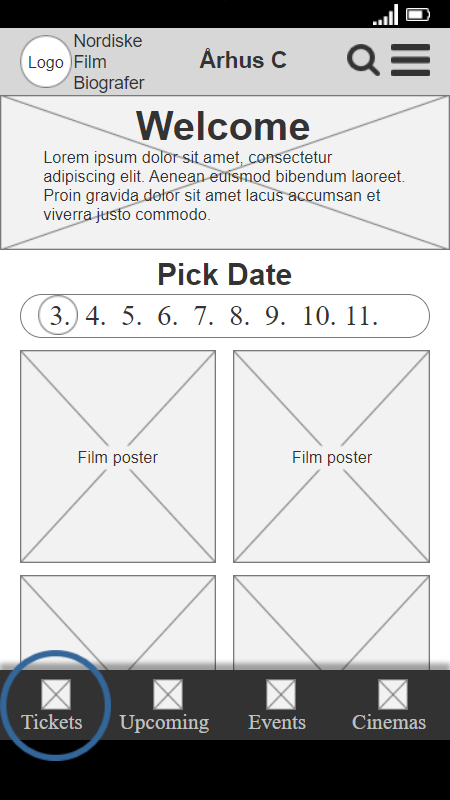 Logo
Nordiske
Film
Biografer
Århus C
Welcome
Lorem ipsum dolor sit amet, consectetur
adipiscing elit. Aenean euismod bibendum laoreet.
Proin gravida dolor sit amet lacus accumsan et
viverra justo commodo.
Pick Date
3. 4. 5. 6. 7. 8. 9. 10. 11.
Film poster
Film poster
Tickets
Upcoming
Events
Cinemas